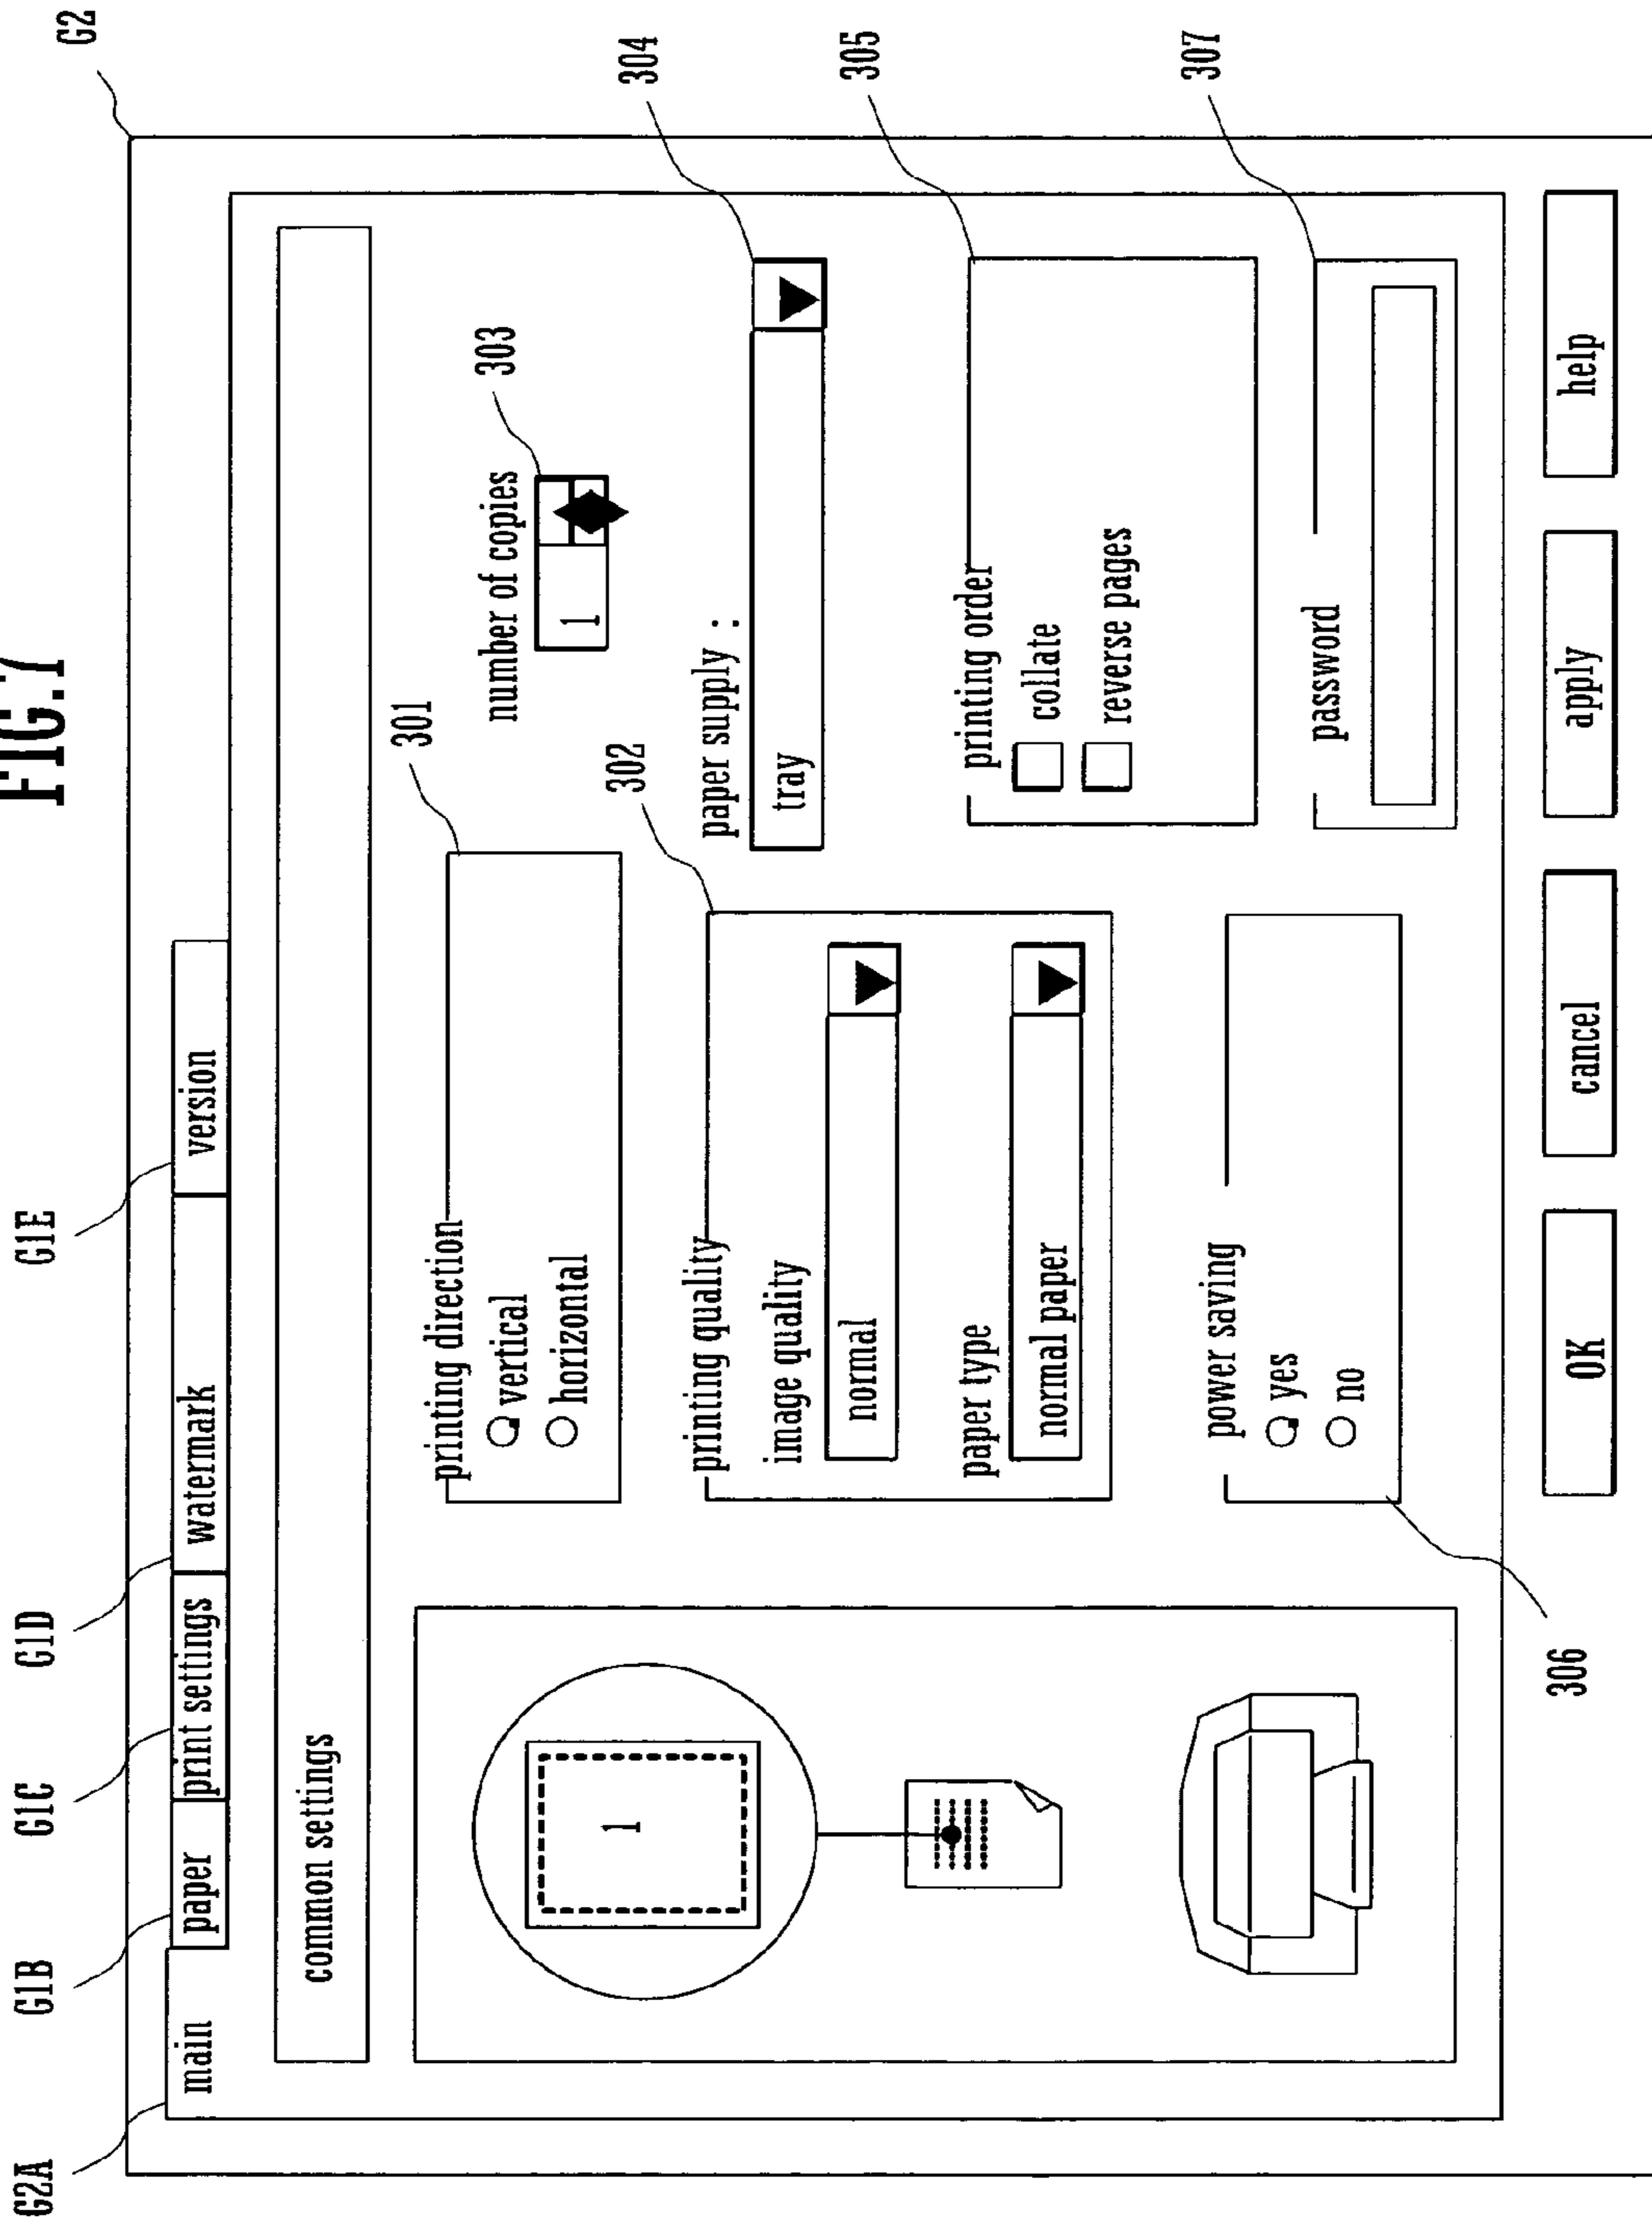 FIG.7
G2A
G1B
G1C
G1D
G1E
G2
main
paper
print settings
watermark
version
common settings
1
printing direction
vertical
horizontal
301
number of copies
1
303
printing quality
image quality
normal
paper type
normal paper
302
paper supply :
tray
304
printing order
collate
reverse pages
305
power saving
yes
no
306
password
307
OK
cancel
apply
help